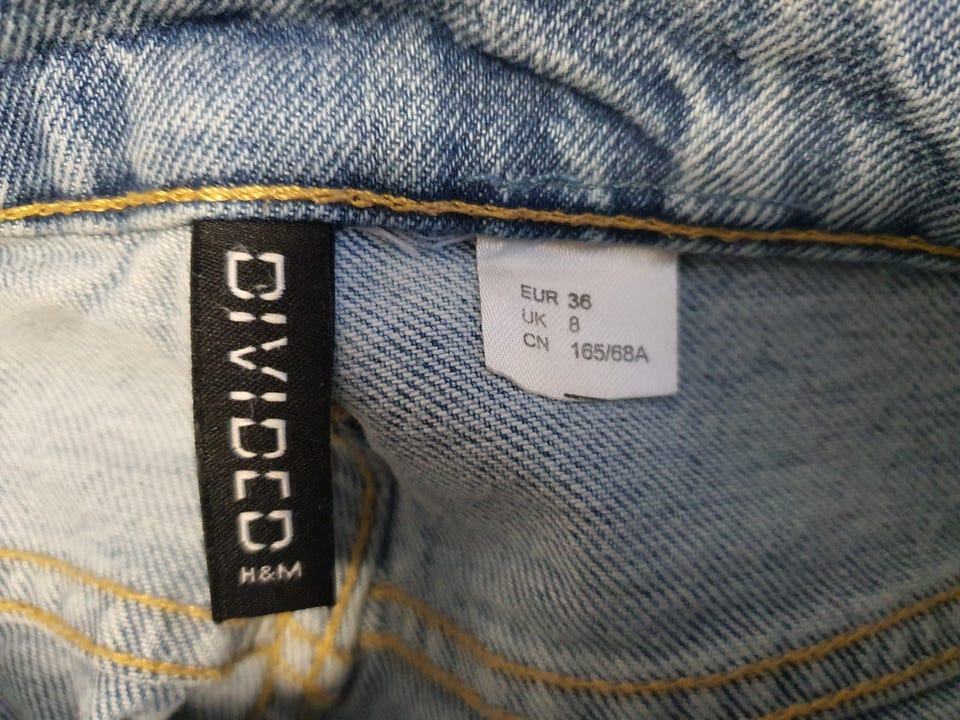 DIVIDED
H&M
EUR 36
UK 8
CN 165/68A